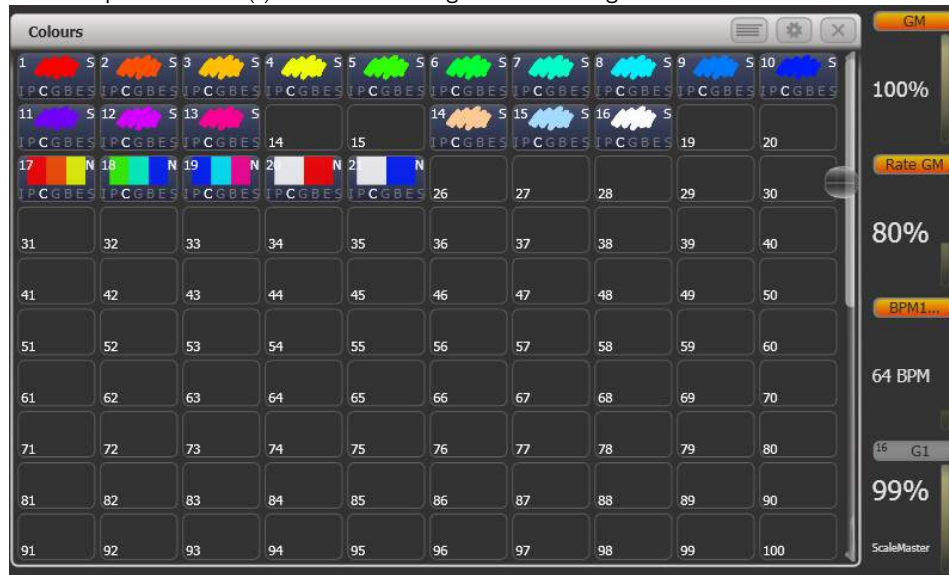 Colours
1 S 2 S 3 S 4 S 5 S 6 S 7 S 8 S 9 S 10 S
IPCGBES IPCGBES IPCGBES IPCGBES IPCGBES IPCGBES IPCGBES IPCGBES IPCGBES IPCGBES
11 S 12 S 13 S 14 15 14 S 15 S 16 S 19 20
IPCGBES IPCGBES IPCGBES IPCGBES IPCGBES IPCGBES
17 N 18 N 19 N 20 N 21 N 26 27 28 29 30
IPCGBES IPCGBES IPCGBES IPCGBES IPCGBES
31 32 33 34 35 36 37 38 39 40
41 42 43 44 45 46 47 48 49 50
51 52 53 54 55 56 57 58 59 60
61 62 63 64 65 66 67 68 69 70
71 72 73 74 75 76 77 78 79 80
81 82 83 84 85 86 87 88 89 90
91 92 93 94 95 96 97 98 99 100
GM
100%
Rate GM
80%
BPM1...
64 BPM
16 G1
99%
ScaleMaster